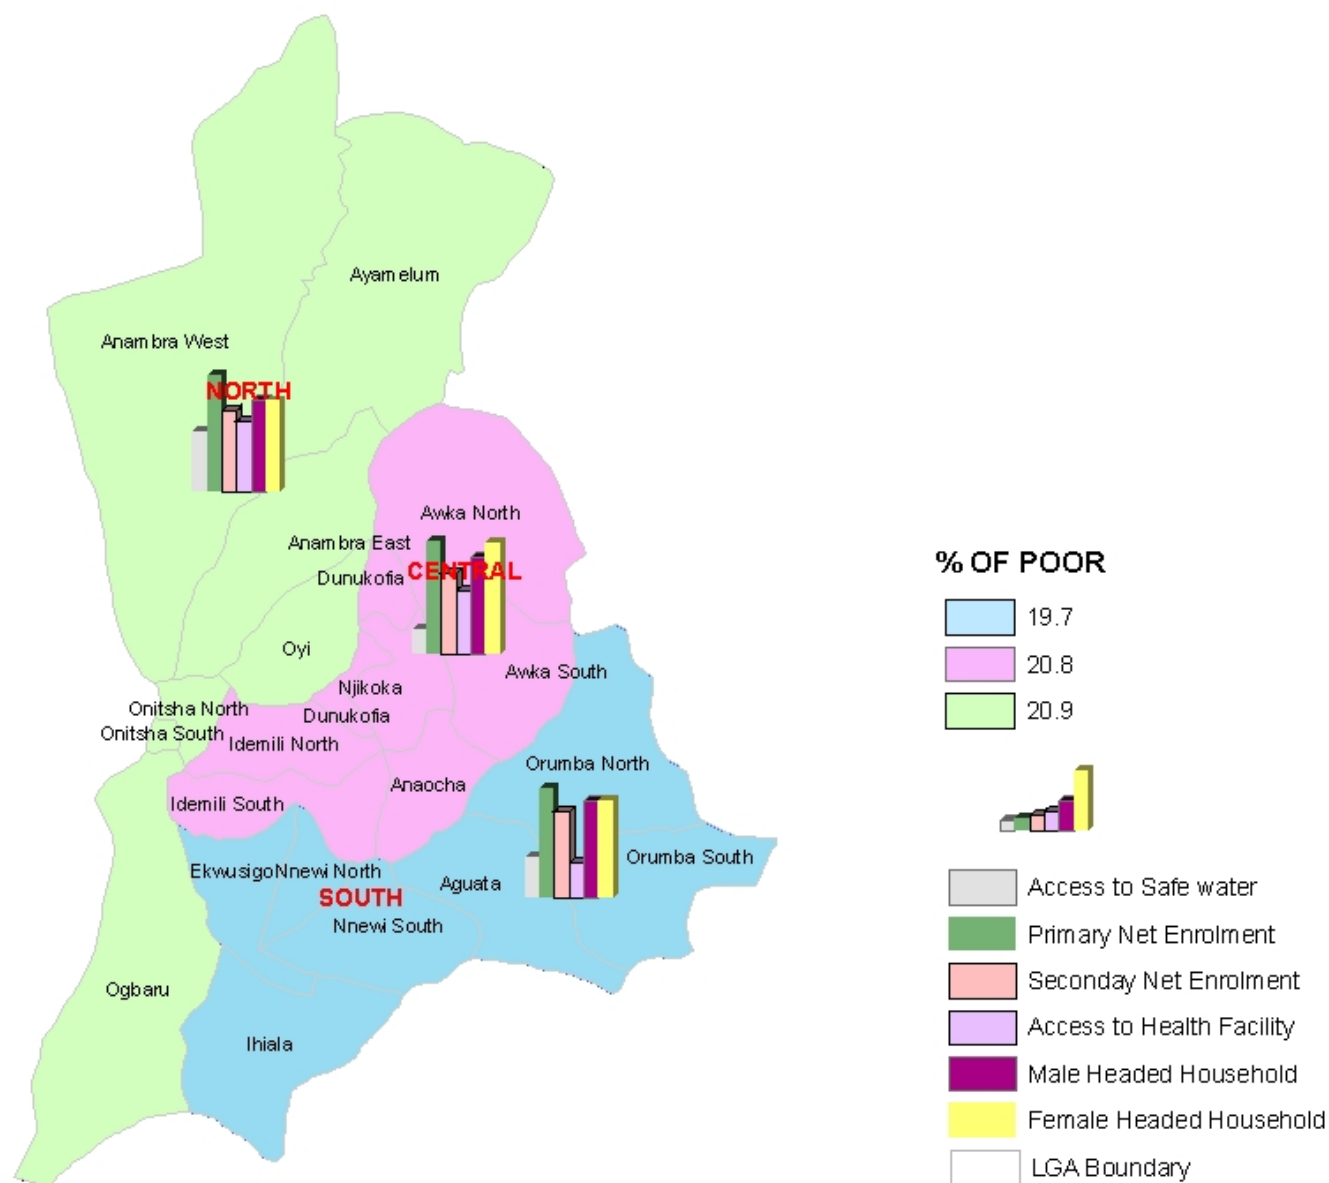 Ayamelum
Anambra West
NORTH
Awka North
Anambra East
CENTRAL
Dunukofia
Oyi
Awka South
Njikoka
Onitsha North
Dunukofia
Onitsha South
Idemili North
Orumba North
Anaocha
Idemili South
Orumba South
Ekwusigo
Nnewi North
Aguata
SOUTH
Nnewi South
Ogbaru
Ihiala
% OF POOR
19.7
20.8
20.9
Access to Safe water
Primary Net Enrolment
Seconday Net Enrolment
Access to Health Facility
Male Headed Household
Female Headed Household
LGA Boundary